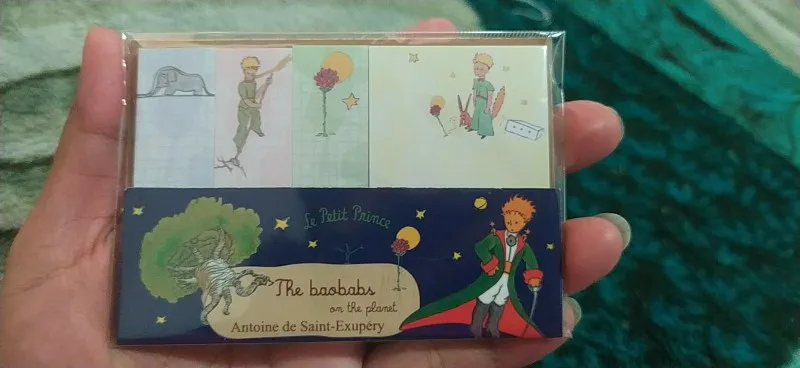 Le Petit Prince
The baobabs
on the planet
Antoine de Saint-Exupéry